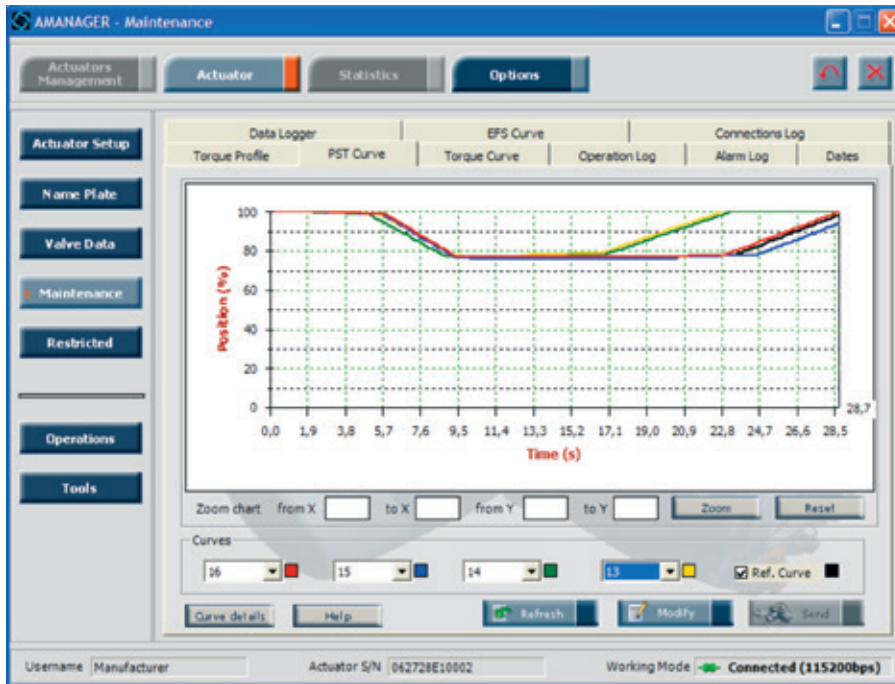 AMANAGER - Maintenance
Actuators Management
Actuator
Statistics
Options
Actuator Setup
Name Plate
Valve Data
Maintenance
Restricted
Operations
Tools
Data Logger EFS Curve Connections Log
Torque Profile PST Curve Torque Curve Operation Log Alarm Log Dates
Position (%)
100
80
60
40
20
0
28,7
0,0 1,9 3,8 5,7 7,6 9,5 11,4 13,3 15,2 17,1 19,0 20,9 22,8 24,7 26,6 28,5
Time (s)
Zoom chart from X to X from Y to Y Zoom Reset
Curves
16 15 14 13 Ref. Curve
Curve details Help Refresh Modify Send
Username Manufacturer Actuator S/N 062728E10002 Working Mode Connected (115200bps)